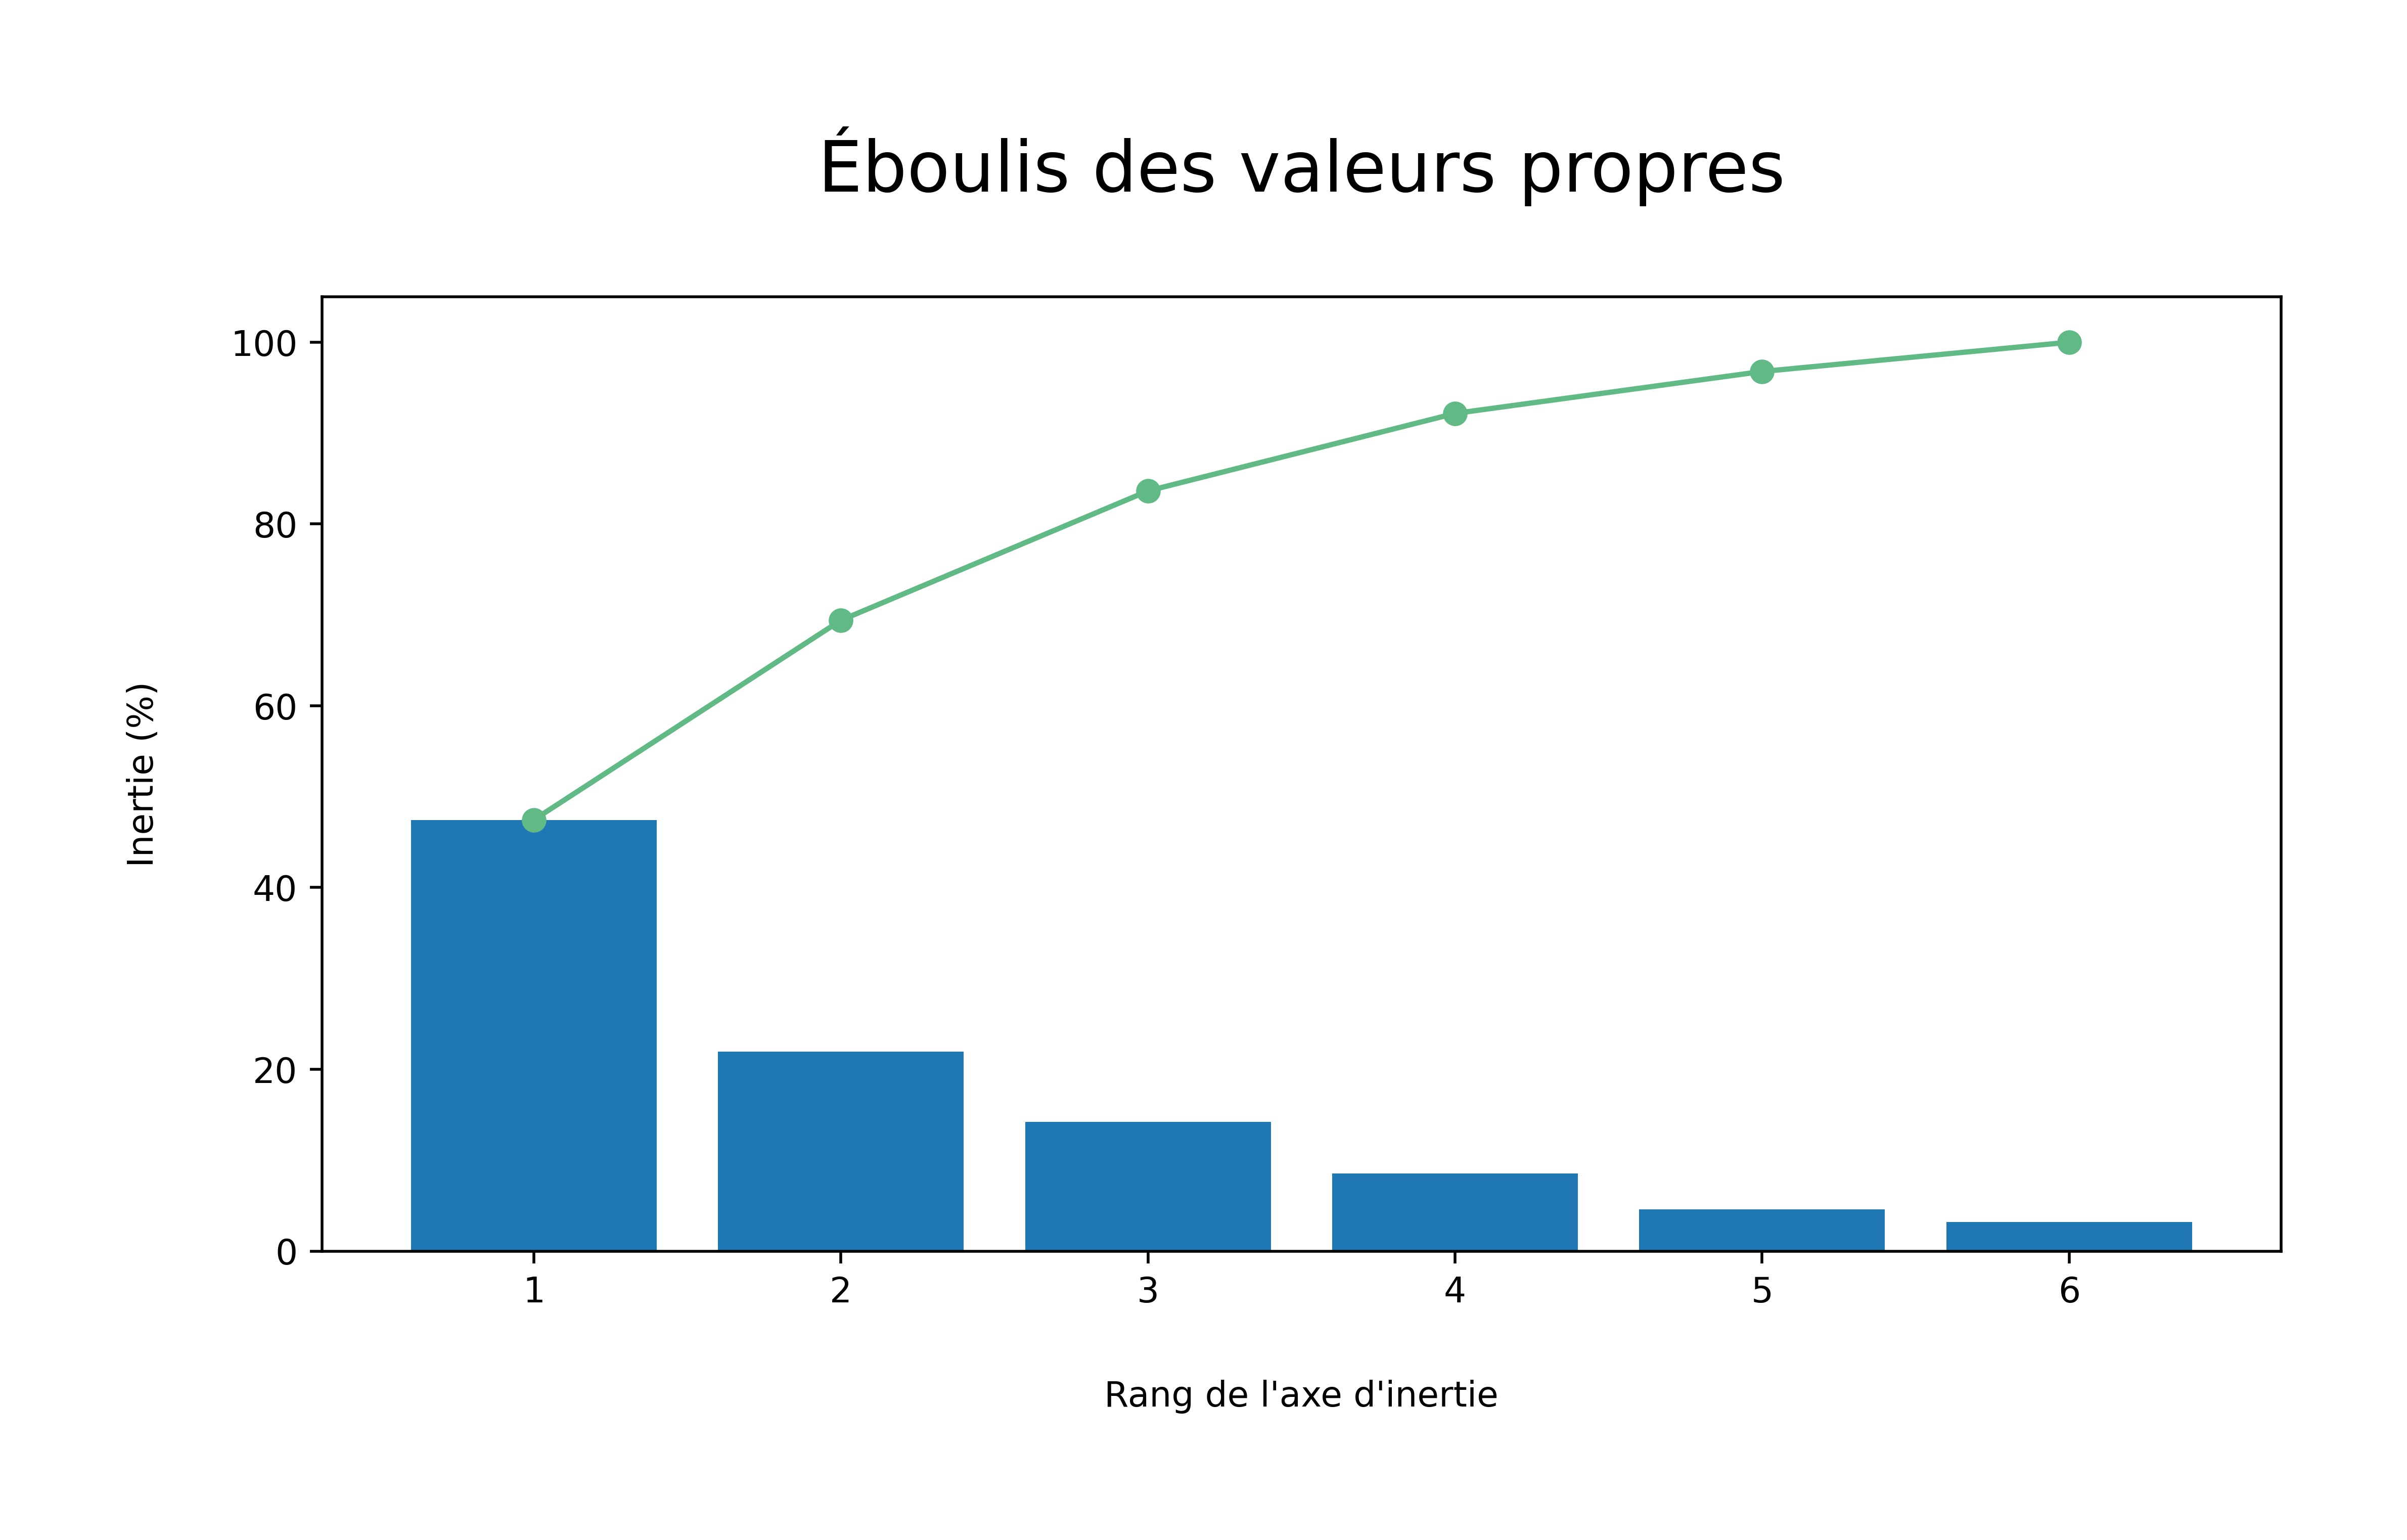 Éboulis des valeurs propres
100
80
60
40
20
0
Inertie (%)
1 2 3 4 5 6
Rang de l'axe d'inertie